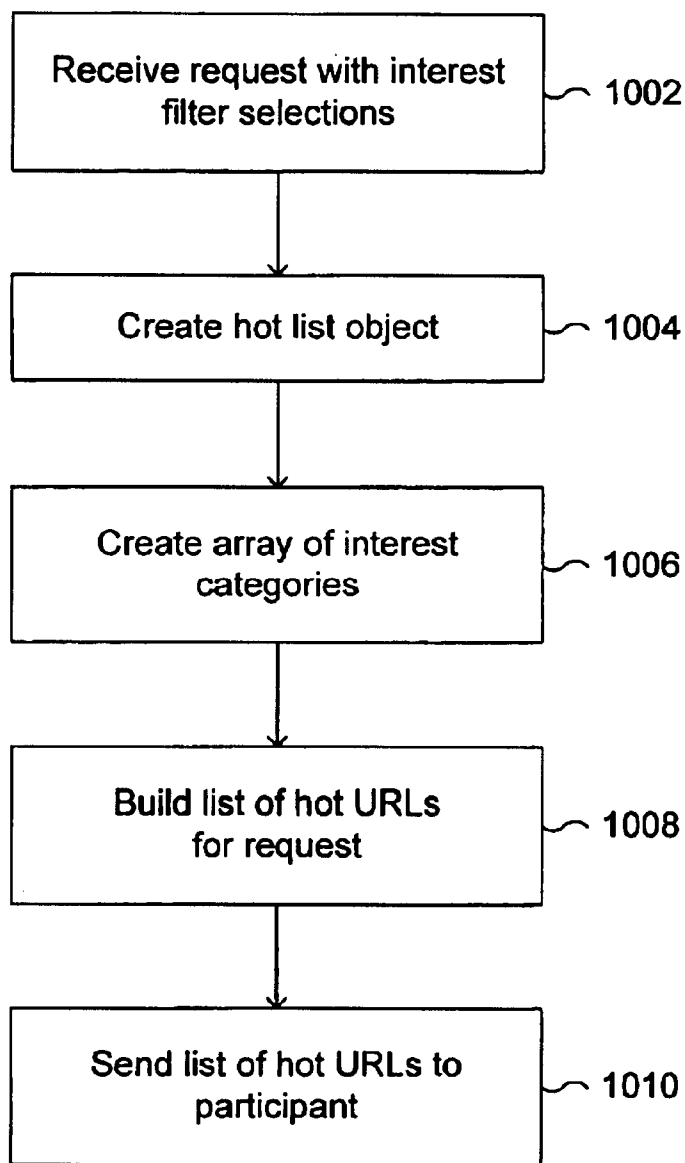 Receive request with interest
filter selections
1002
Create hot list object
1004
Create array of interest
categories
1006
Build list of hot URLs
for request
1008
Send list of hot URLs to
participant
1010